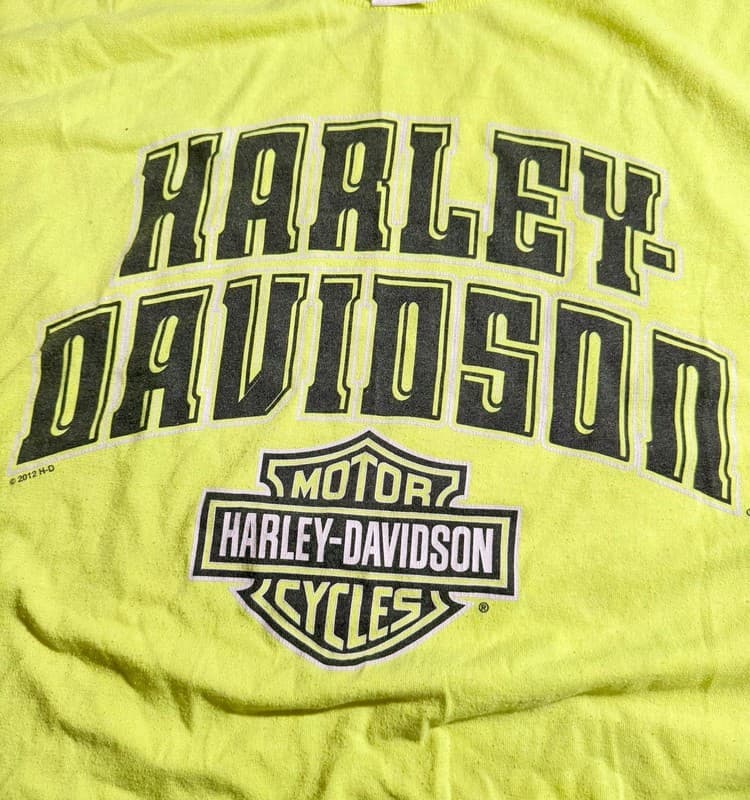 HARLEY-
DAVIDSON
© 2012 H-D
MOTOR
HARLEY-DAVIDSON
CYCLES
®